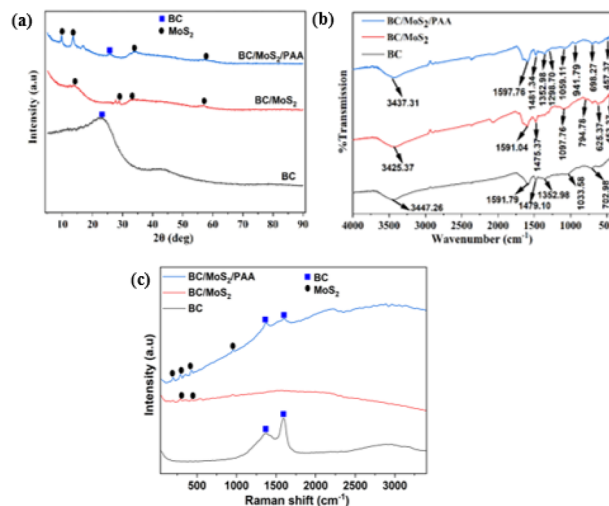 (a)
BC
MoS₂
BC/MoS₂/PAA
BC/MoS₂
BC
Intensity (a.u)
10 20 30 40 50 60 70 80 90
2θ (deg)
(b)
BC/MoS₂/PAA
BC/MoS₂
BC
%Transmission
3437.31
1597.76
1481.34
1352.98
1298.70
1059.11
941.79
698.27
457.37
3425.37
1591.04
1475.37
1097.76
794.78
625.37
3447.26
1591.79
1479.10
1352.98
1033.58
702.98
4000 3500 3000 2500 2000 1500 1000 500
Wavenumber (cm⁻¹)
(c)
BC/MoS₂/PAA
BC/MoS₂
BC
BC
MoS₂
Intensity (a.u)
500 1000 1500 2000 2500 3000
Raman shift (cm⁻¹)